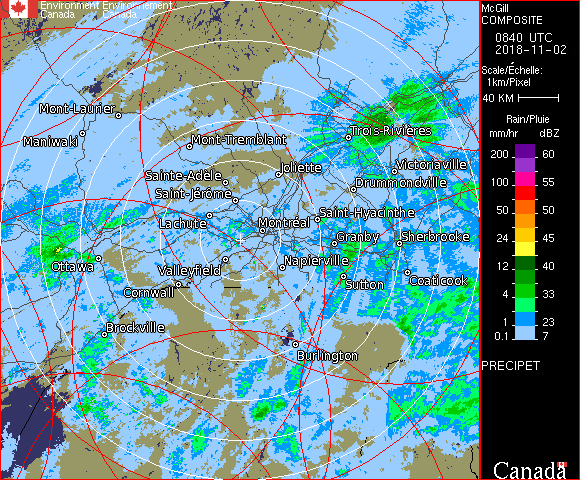 Environment Environnement
Canada Canada
McGill
COMPOSITE
0840 UTC
2018-11-02
Scale/Échelle:
1km/Pixel
40 KM
Rain/Pluie
mm/hr dBZ
200 60
100 55
50 50
24 45
12 40
4 33
1 23
0.1 7
PRECIPET
Canada
Mont-Laurier
Maniwaki
Mont-Tremblant
Trois-Rivières
Joliette
Victoriaville
Sainte-Adèle
Drummondville
Saint-Jérôme
Saint-Hyacinthe
Lachute
Montréal
Granby
Sherbrooke
Ottawa
Valleyfield
Napierville
Cornwall
Sutton
Coaticook
Brockville
Burlington